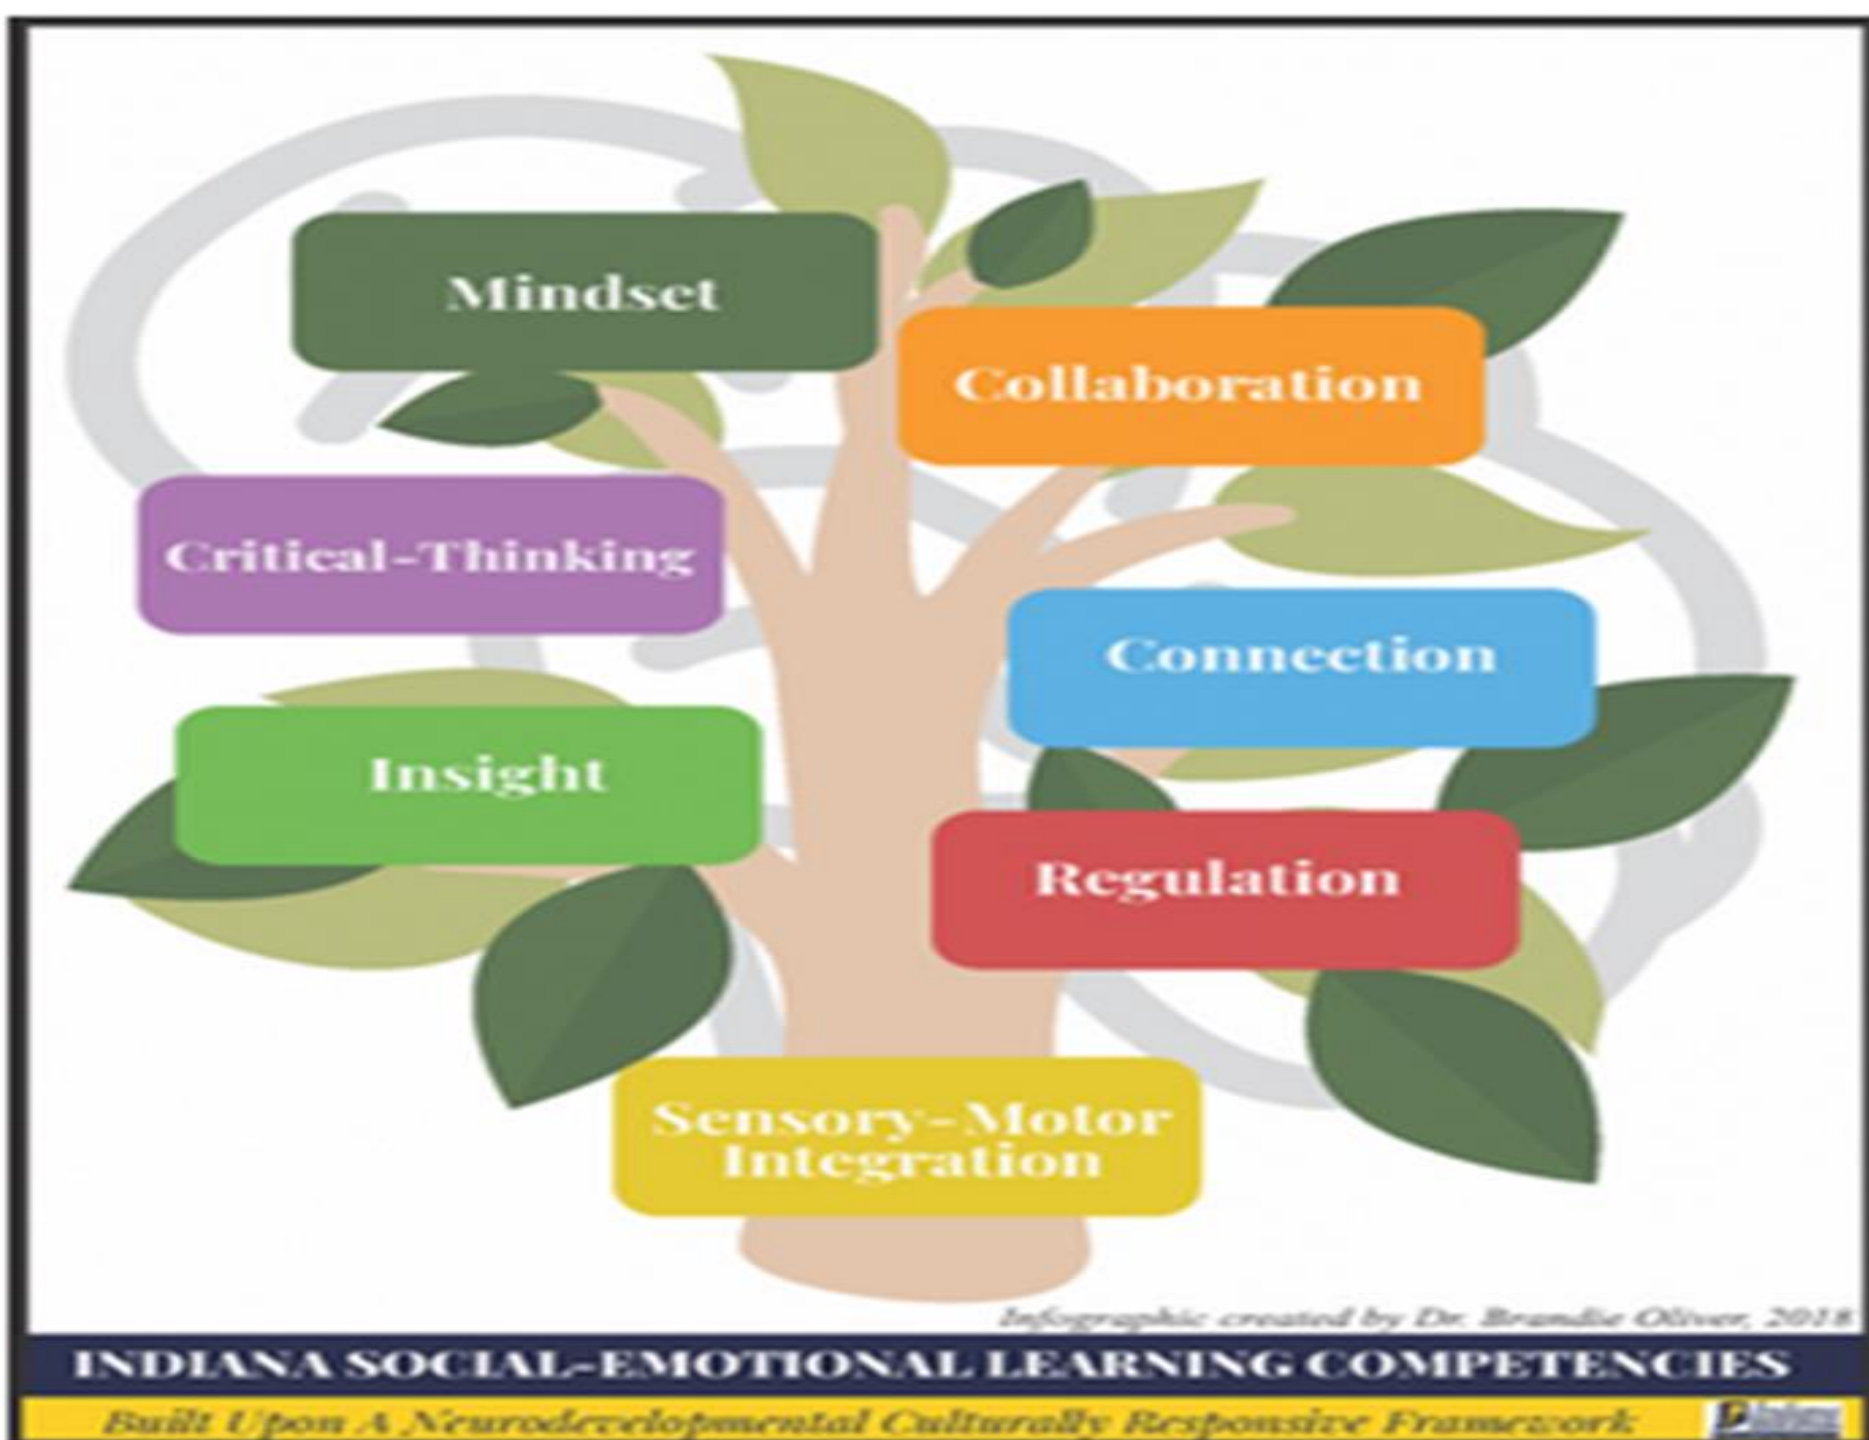 Mindset
Collaboration
Critical-Thinking
Connection
Insight
Regulation
Sensory-Motor
Integration
Infographic created by Dr. Brandie Oliver, 2018
INDIANA SOCIAL-EMOTIONAL LEARNING COMPETENCIES
Built Upon A Neurodevelopmental Culturally Responsive Framework
Indiana